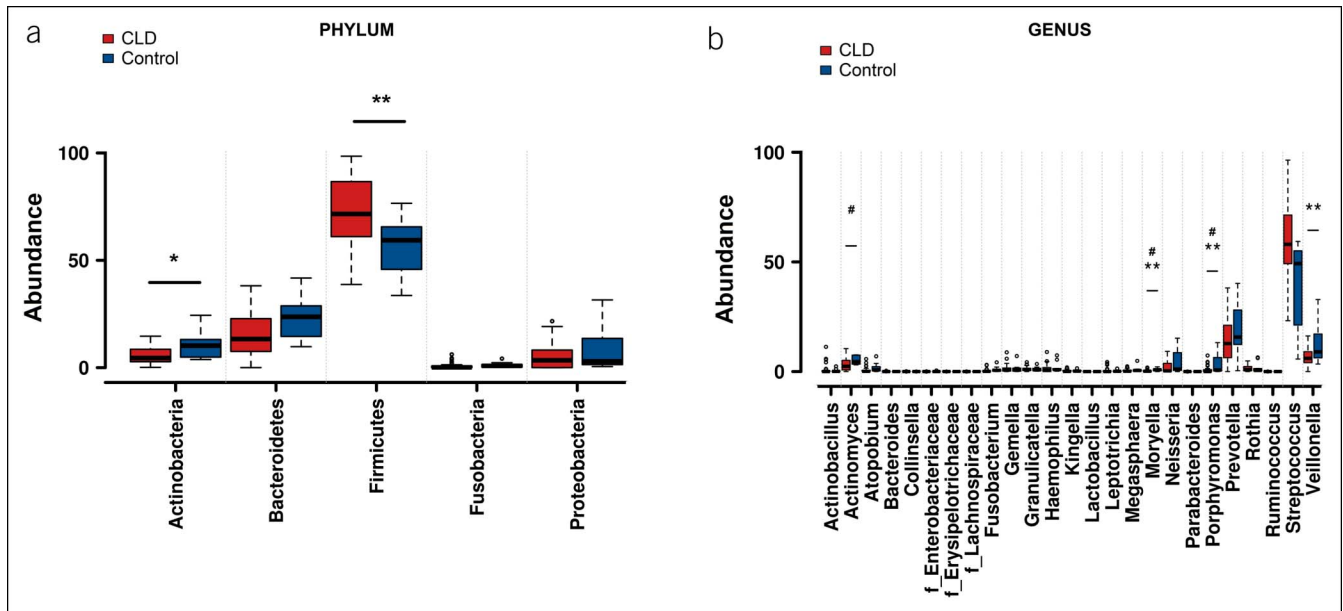 a
PHYLUM
CLD
Control
Abundance
100
50
0
*
**
Actinobacteria
Bacteroidetes
Firmicutes
Fusobacteria
Proteobacteria
b
GENUS
CLD
Control
Abundance
100
50
0
#
#
**
#
**
**
Actinobacillus
Actinomyces
Atopobium
Bacteroides
Collinsella
f_Enterobacteriaceae
f_Erysipelotrichaceae
f_Lachnospiraceae
Fusobacterium
Gemella
Granulicatella
Haemophilus
Kingella
Lactobacillus
Leptotrichia
Megasphaera
Moryella
Neisseria
Parabacteroides
Porphyromonas
Prevotella
Rothia
Ruminococcus
Streptococcus
Veillonella